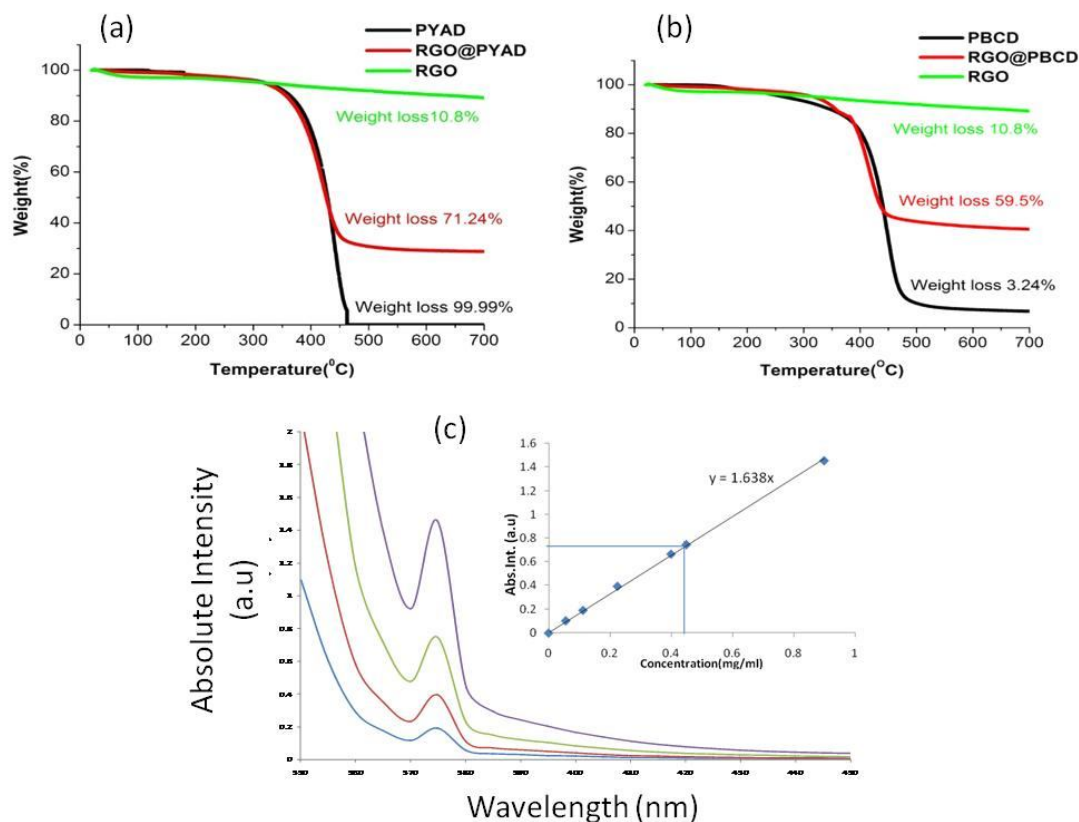 (a)
PYAD
RGO@PYAD
RGO
Weight loss10.8%
Weight loss 71.24%
Weight loss 99.99%
Weight(%)
100
80
60
40
20
0
0 100 200 300 400 500 600 700
Temperature(⁰C)
(b)
PBCD
RGO@PBCD
RGO
Weight loss 10.8%
Weight loss 59.5%
Weight loss 3.24%
Weight(%)
100
80
60
40
20
0
0 100 200 300 400 500 600 700
Temperature(ᴼC)
(c)
Absolute Intensity
(a.u)
2
1
0
Wavelength (nm)
y = 1.638x
Abs.Int. (a.u)
1.6
1.4
1.2
1
0.8
0.6
0.4
0.2
0
0 0.2 0.4 0.6 0.8 1
Concentration(mg/ml)